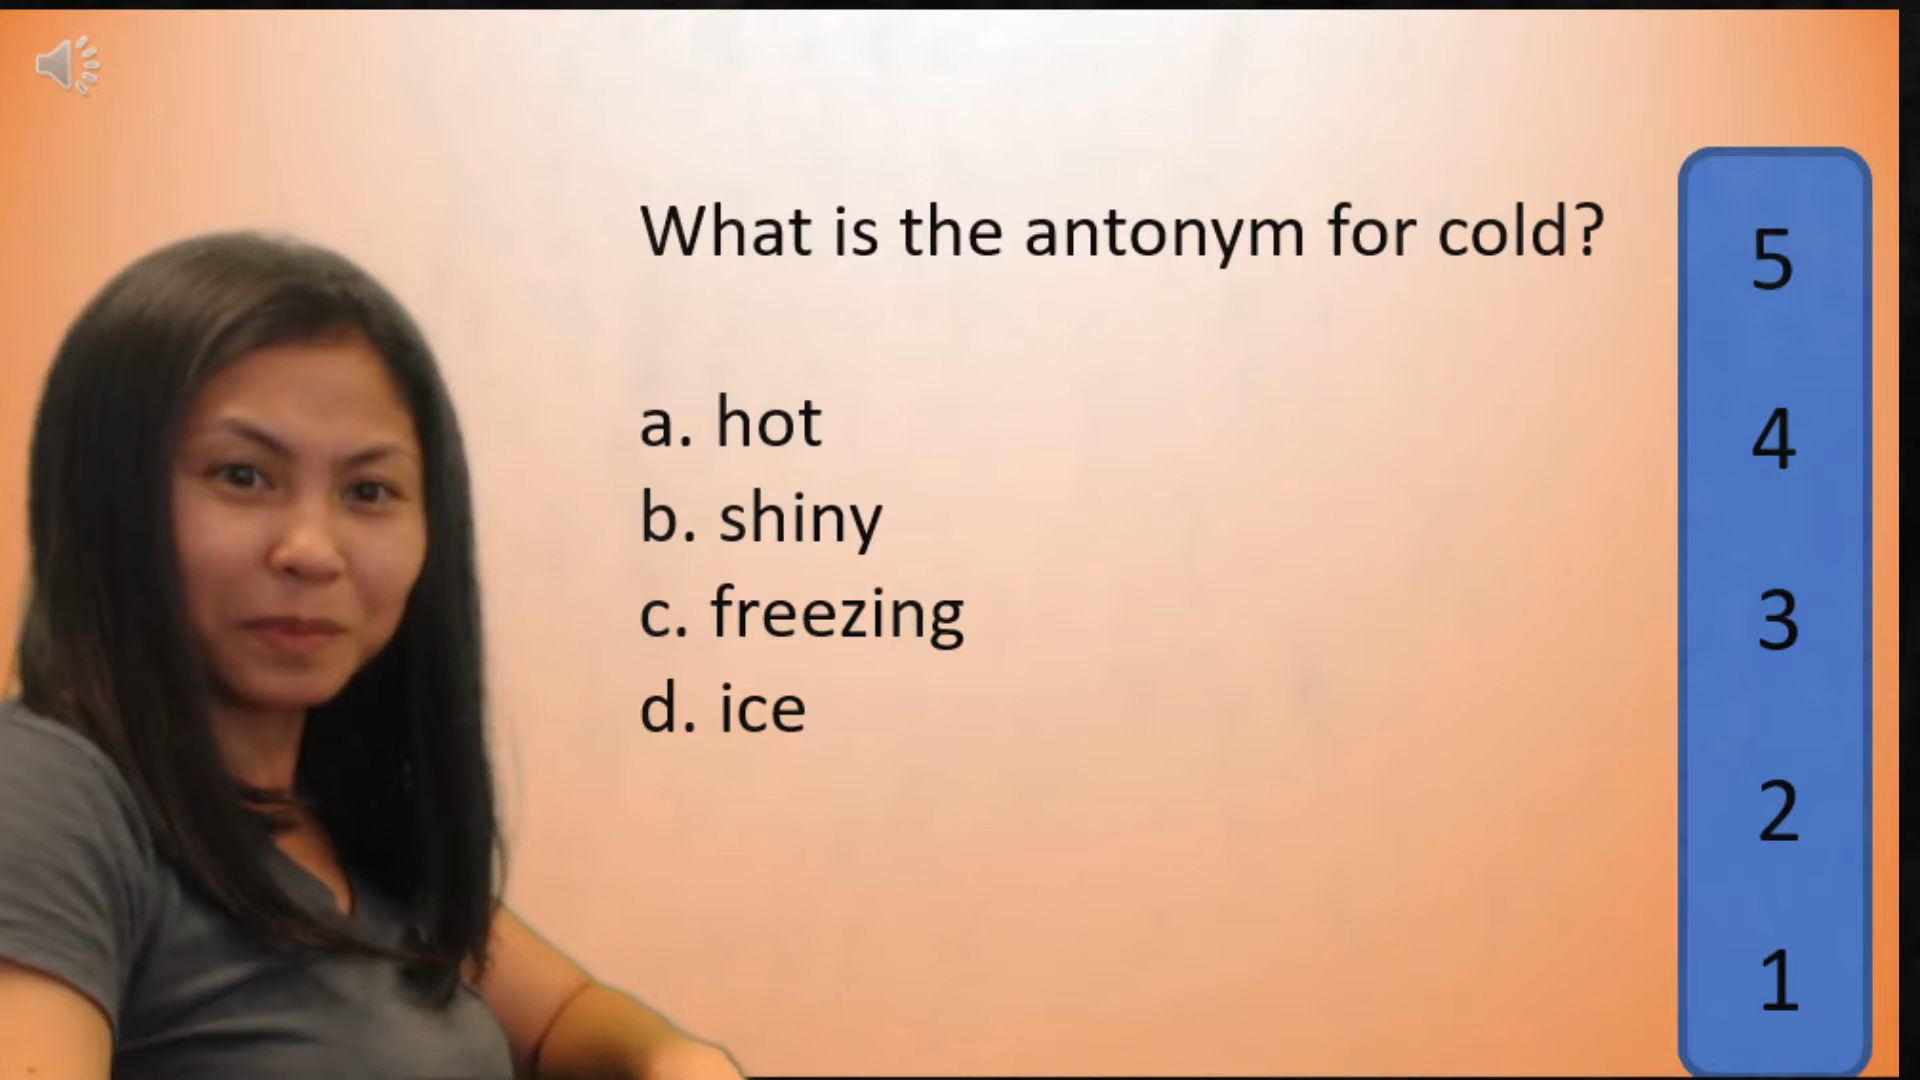 What is the antonym for cold?
a. hot
b. shiny
c. freezing
d. ice
5
4
3
2
1